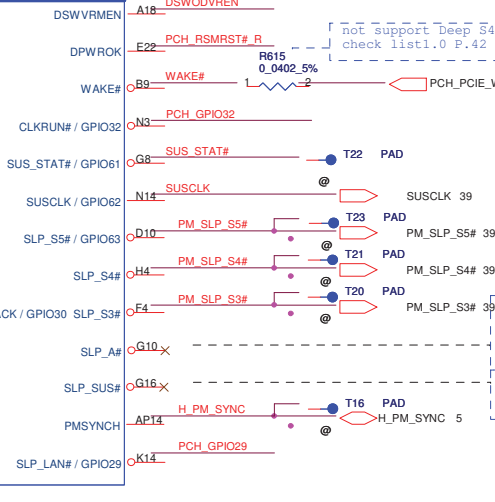 DSWVRMEN A18 DSWODVREN
not support Deep S4
DPWROK E22 PCH_RSMRST#_R
check list1.0 P.42
R615
0_0402_5%
WAKE# B9 WAKE# 1 2 PCH_PCIE_W
CLKRUN# / GPIO32 N3 PCH_GPIO32
SUS_STAT# / GPIO61 G8 SUS_STAT# T22 PAD
@
SUSCLK / GPIO62 N14 SUSCLK SUSCLK 39
SLP_S5# / GPIO63 D10 PM_SLP_S5# T23 PAD
@ PM_SLP_S5# 39
SLP_S4# H4 PM_SLP_S4# T21 PAD
@ PM_SLP_S4# 39
ACK / GPIO30 SLP_S3# F4 PM_SLP_S3# T20 PAD
@ PM_SLP_S3# 39
SLP_A# G10
SLP_SUS# G16
PMSYNCH AP14 H_PM_SYNC T16 PAD
@ H_PM_SYNC 5
SLP_LAN# / GPIO29 K14 PCH_GPIO29